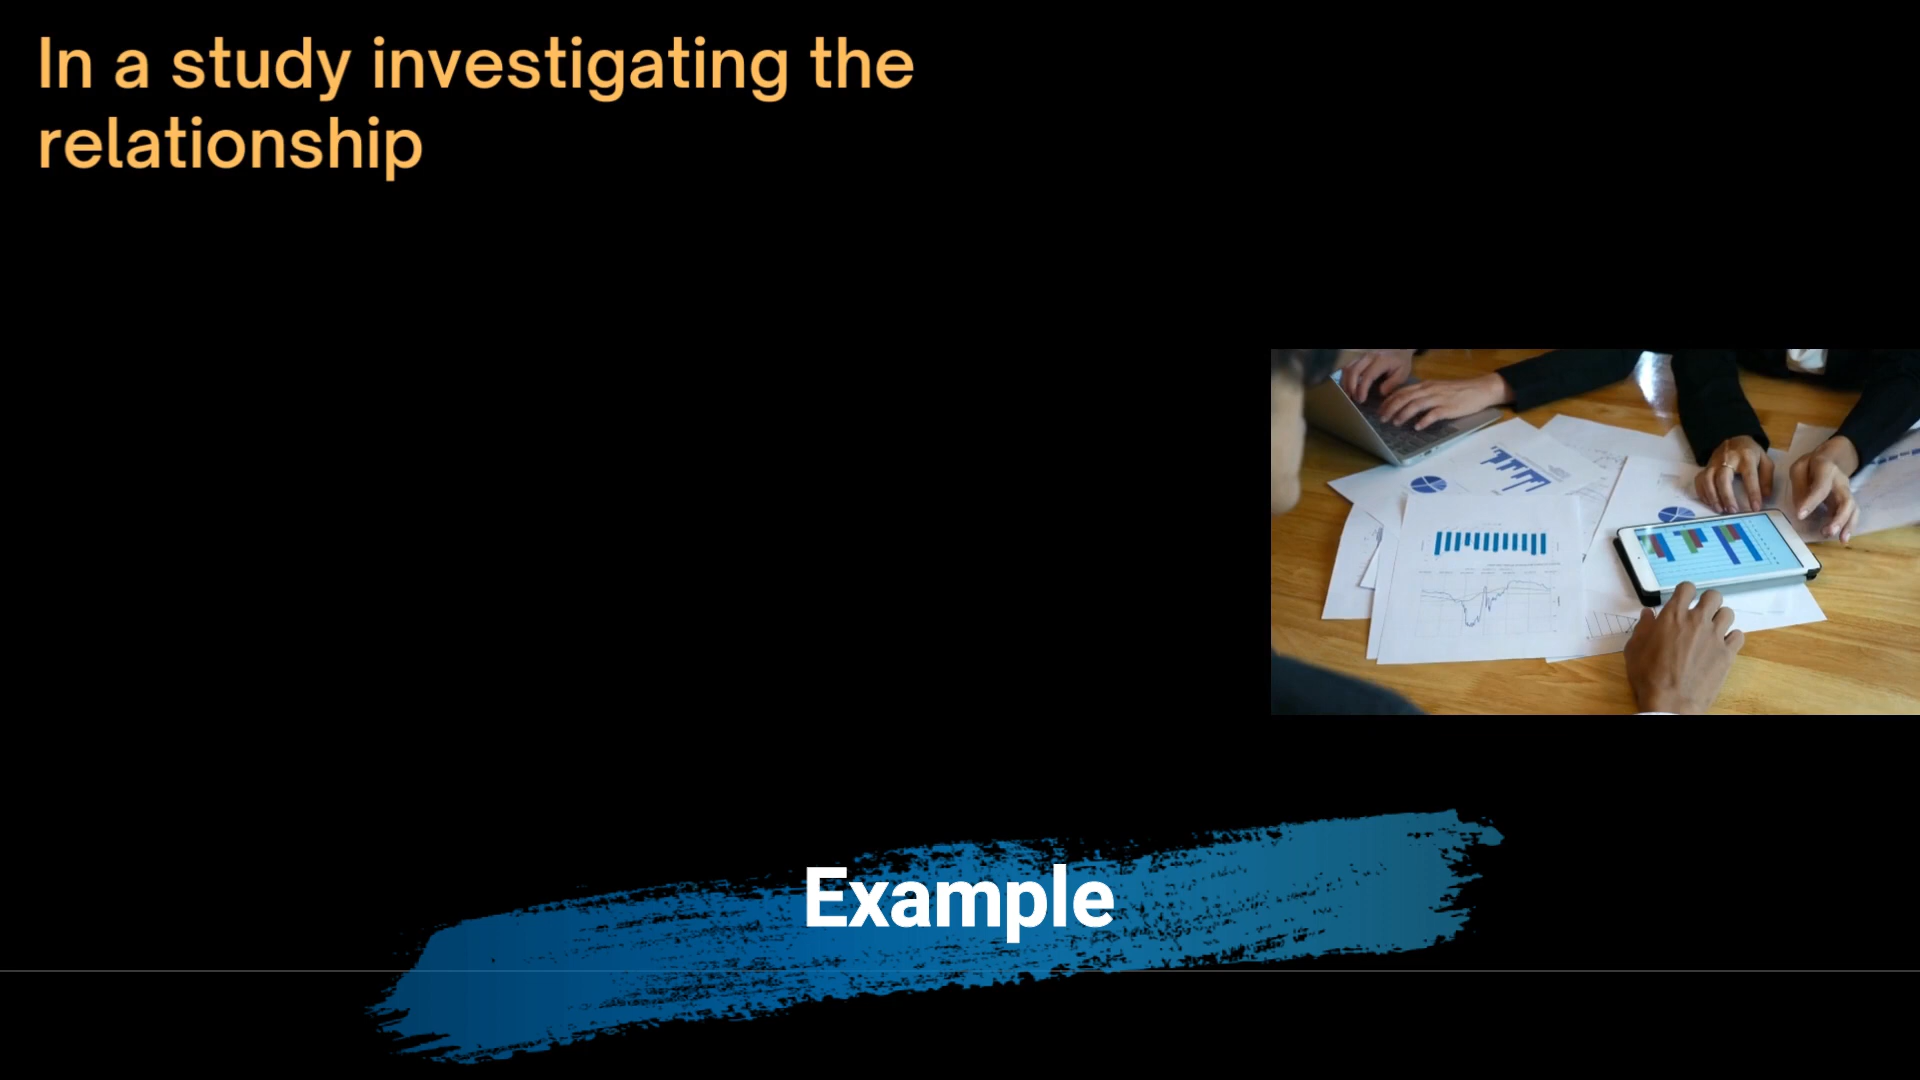 In a study investigating the
relationship
Example